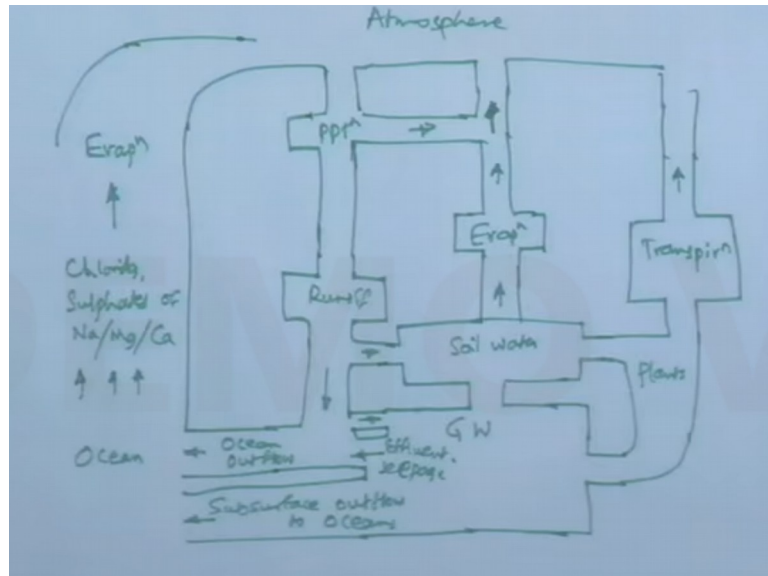 Atmosphere
pptⁿ
Evapⁿ
Evapⁿ
Transpirⁿ
Chloride,
Sulphates of
Na/Mg/Ca
Runoff
Soil water
Plants
GW
Ocean
Ocean
outflow
Effluent
seepage
Subsurface outflow
to Oceans